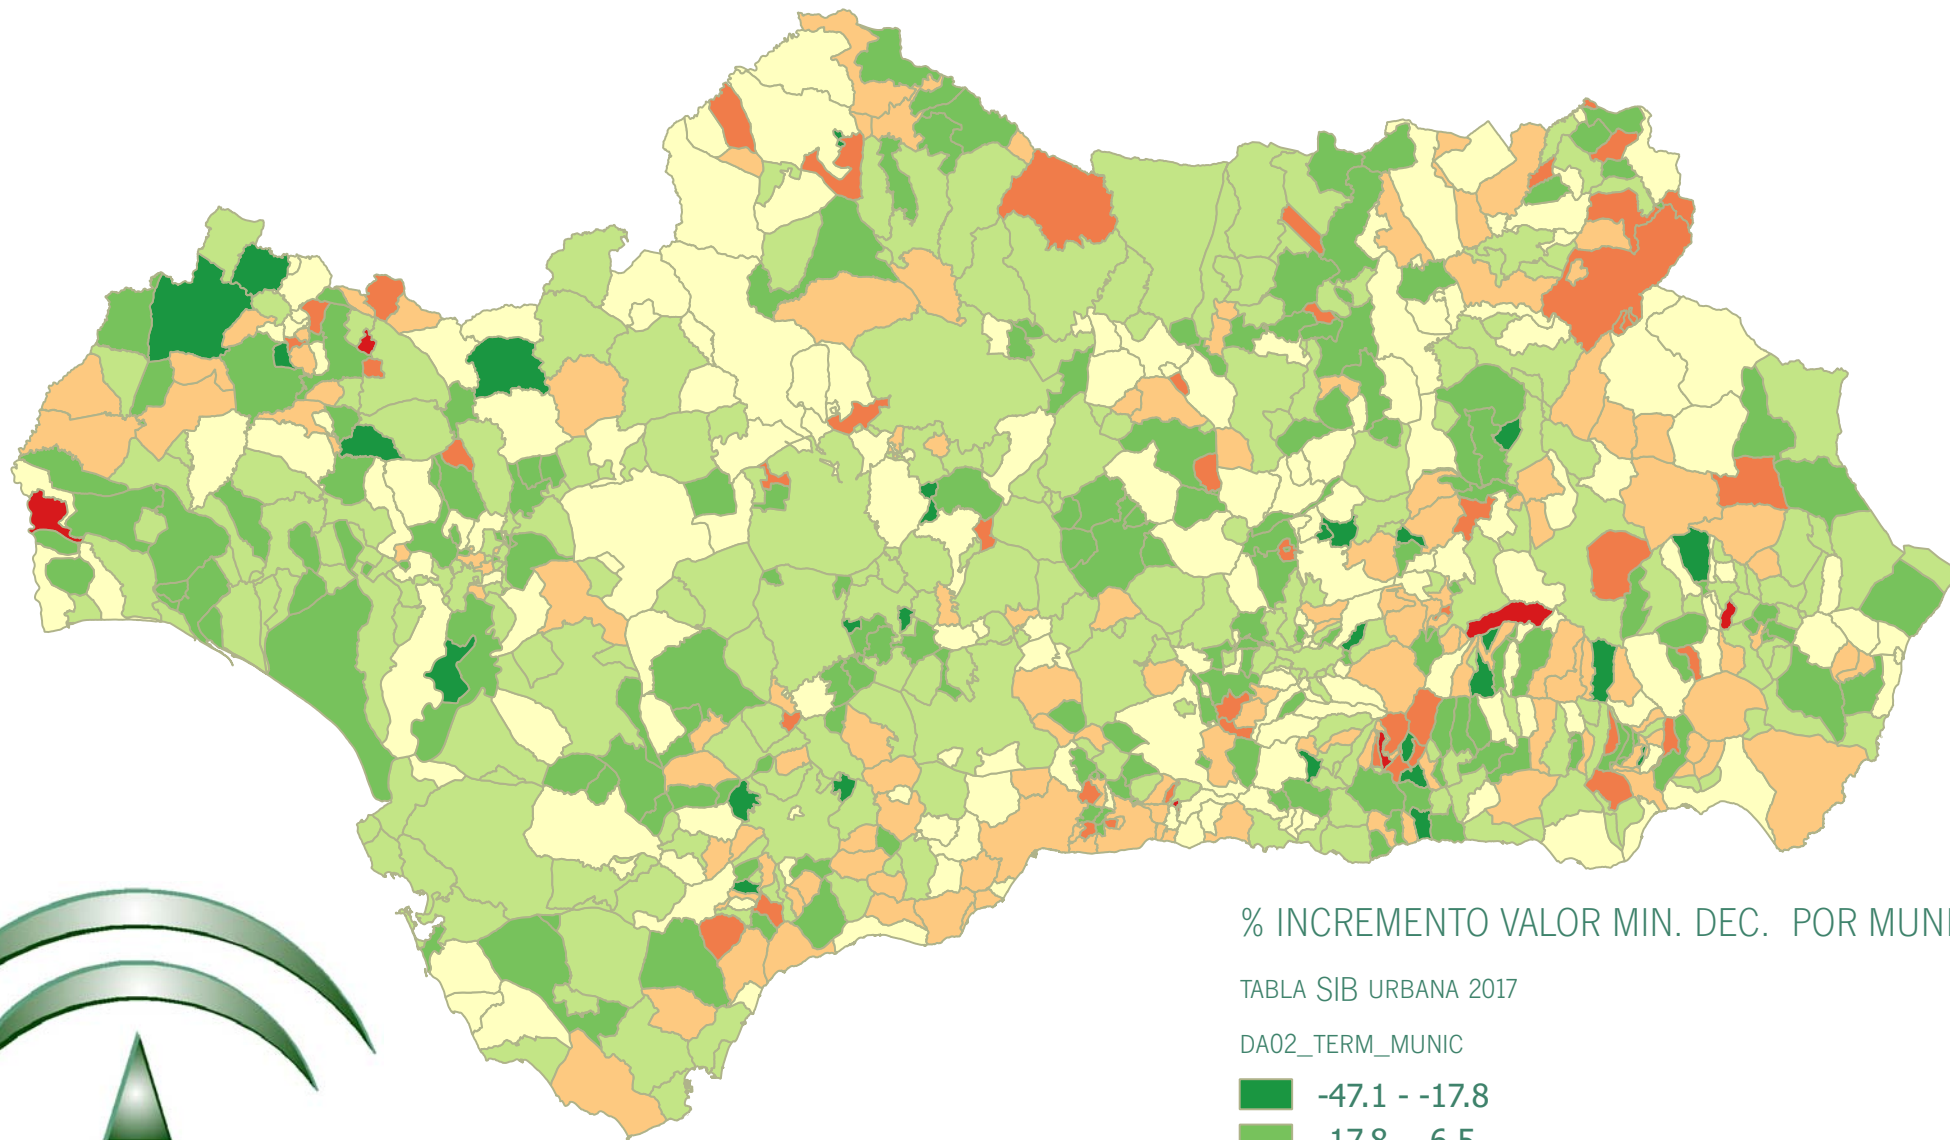 % INCREMENTO VALOR MIN. DEC. POR MUNI
TABLA SIB URBANA 2017
DA02_TERM_MUNIC
-47.1 - -17.8